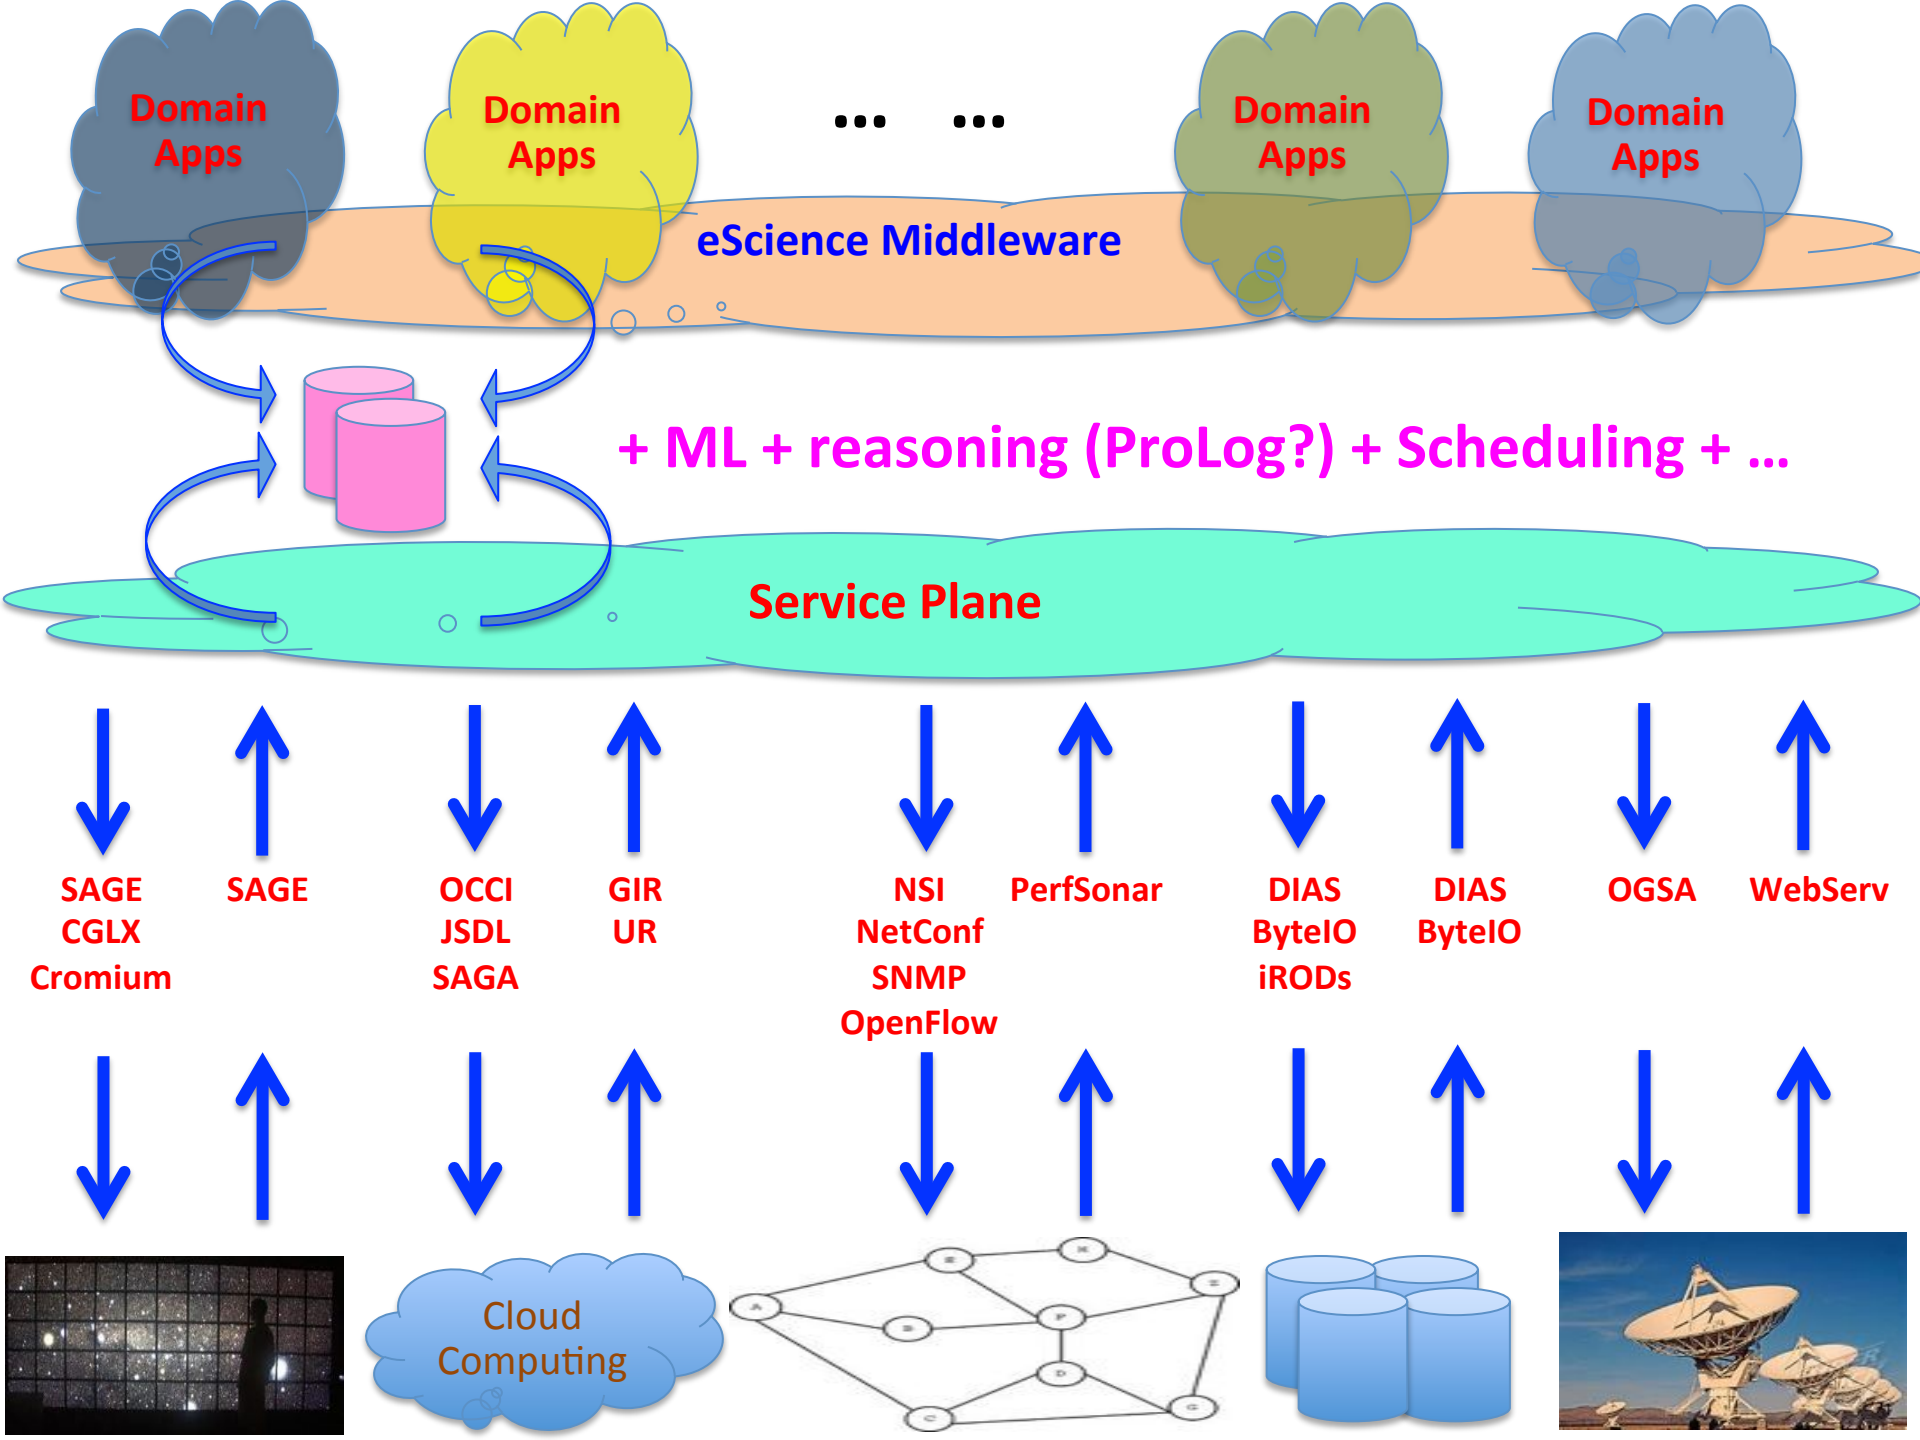 Domain
Apps
Domain
Apps
... ...
Domain
Apps
Domain
Apps
eScience Middleware
+ ML + reasoning (ProLog?) + Scheduling + ...
Service Plane
SAGE
CGLX
Cromium
SAGE
OCCI
JSDL
SAGA
GIR
UR
NSI
NetConf
SNMP
OpenFlow
PerfSonar
DIAS
ByteIO
iRODs
DIAS
ByteIO
OGSA
WebServ
Cloud
Computing
A
P
D
C
G